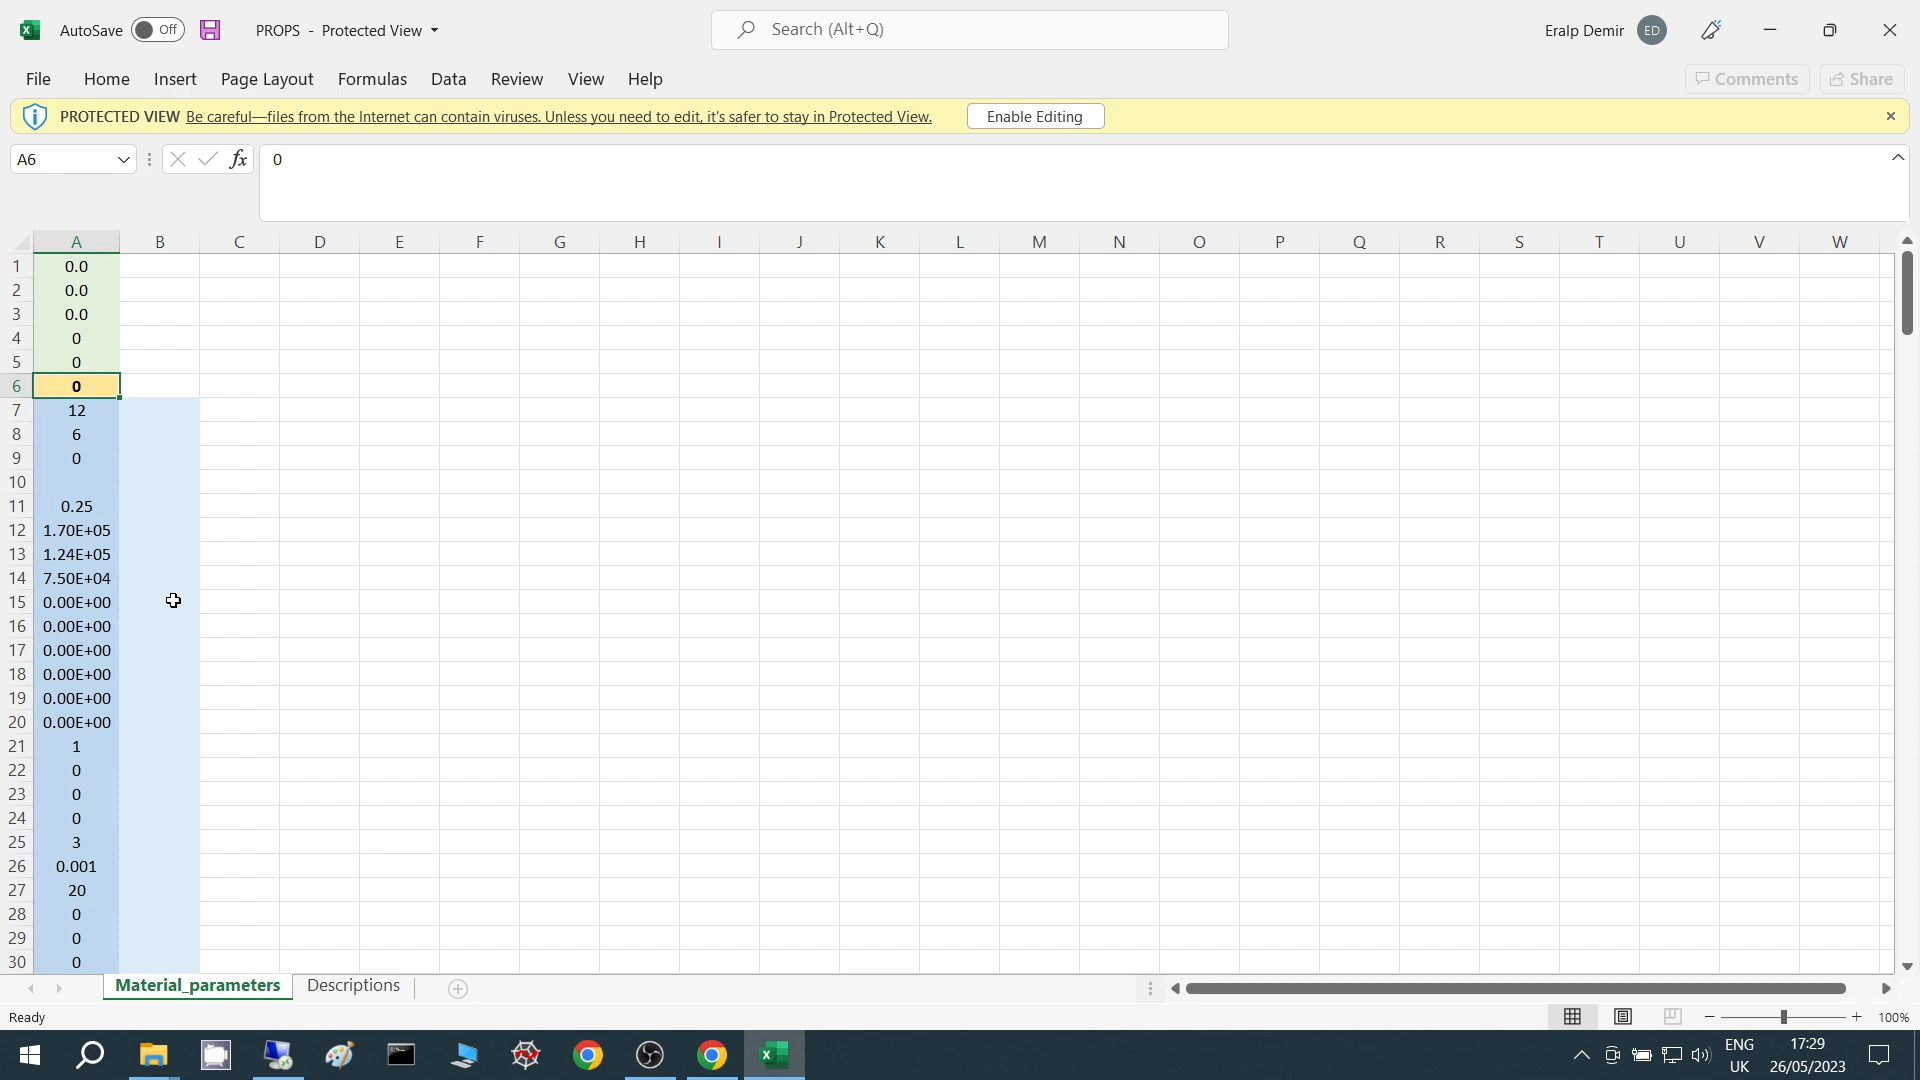 AutoSave Off PROPS - Protected View Search (Alt+Q) Eralp Demir ED
File Home Insert Page Layout Formulas Data Review View Help Comments Share
PROTECTED VIEW Be careful—files from the Internet can contain viruses. Unless you need to edit, it's safer to stay in Protected View. Enable Editing
A6 fx 0
A B C D E F G H I J K L M N O P Q R S T U V W
1 0.0
2 0.0
3 0.0
4 0
5 0
6 0
7 12
8 6
9 0
10
11 0.25
12 1.70E+05
13 1.24E+05
14 7.50E+04
15 0.00E+00
16 0.00E+00
17 0.00E+00
18 0.00E+00
19 0.00E+00
20 0.00E+00
21 1
22 0
23 0
24 0
25 3
26 0.001
27 20
28 0
29 0
30 0
Material_parameters Descriptions
Ready 100%
ENG 17:29
UK 26/05/2023